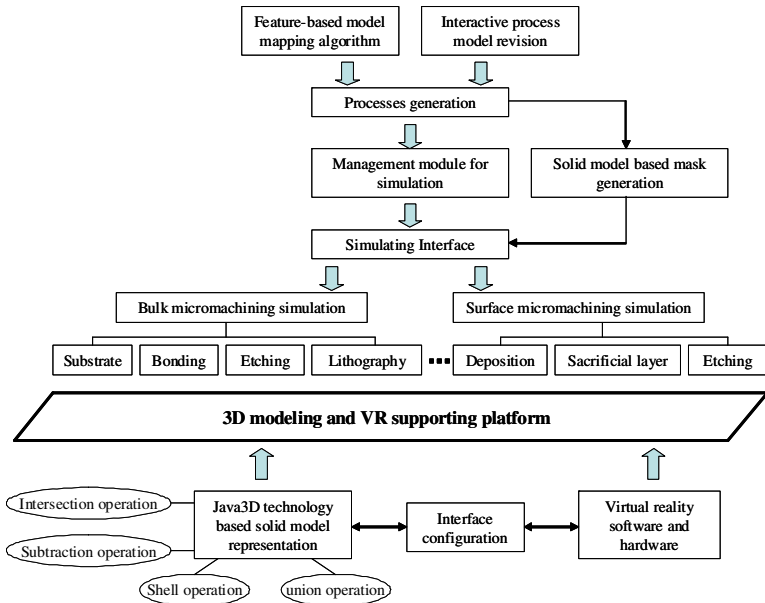 Feature-based model
mapping algorithm
Interactive process
model revision
Processes generation
Management module for
simulation
Solid model based mask
generation
Simulating Interface
Bulk micromachining simulation
Surface micromachining simulation
Substrate
Bonding
Etching
Lithography
Deposition
Sacrificial layer
Etching
3D modeling and VR supporting platform
Intersection operation
Subtraction operation
Shell operation
union operation
Java3D technology
based solid model
representation
Interface
configuration
Virtual reality
software and
hardware